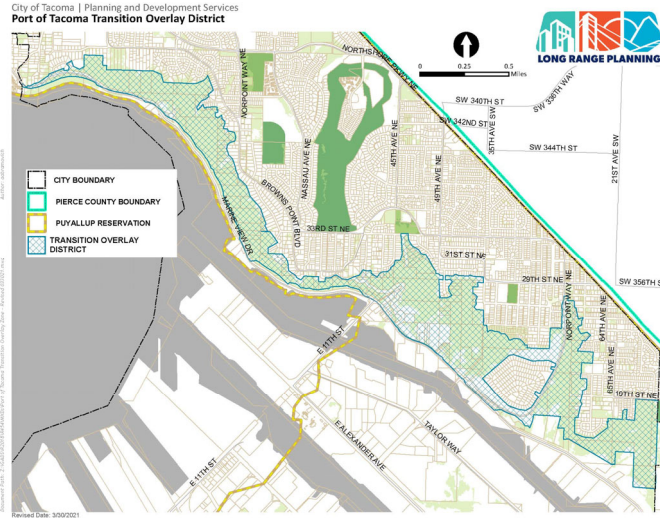 City of Tacoma | Planning and Development Services
Port of Tacoma Transition Overlay District
LONG RANGE PLANNING
0 0.25 0.5
Miles
NORTHSHORE PKWY NE
NORPOINT WAY NE
SW 340TH ST
SW 336TH WAY
SW 342ND ST
35TH AVE SW
SW 344TH ST
21ST AVE SW
NASSAU AVE NE
45TH AVE NE
49TH AVE NE
CITY BOUNDARY
PIERCE COUNTY BOUNDARY
PUYALLUP RESERVATION
TRANSITION OVERLAY
DISTRICT
BROWNS POINT BLVD
MARINE VIEW DR
33RD ST NE
31ST ST NE
29TH ST NE
NORPOINT WAY NE
SW 356TH S
64TH AVE NE
65TH AVE NE
19TH ST NE
E 11TH ST
E ALEXANDER AVE
TAYLOR WAY
E 11TH ST
Revised Date: 3/30/2021